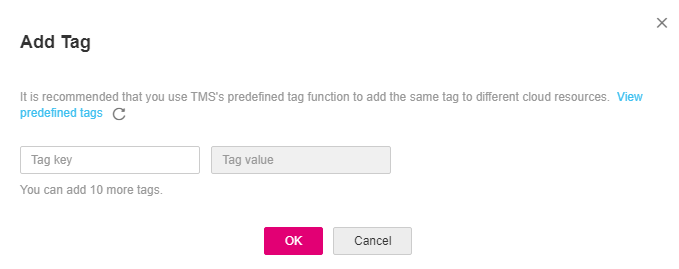 Add Tag
It is recommended that you use TMS's predefined tag function to add the same tag to different cloud resources. View
predefined tags
Tag key Tag value
You can add 10 more tags.
OK Cancel